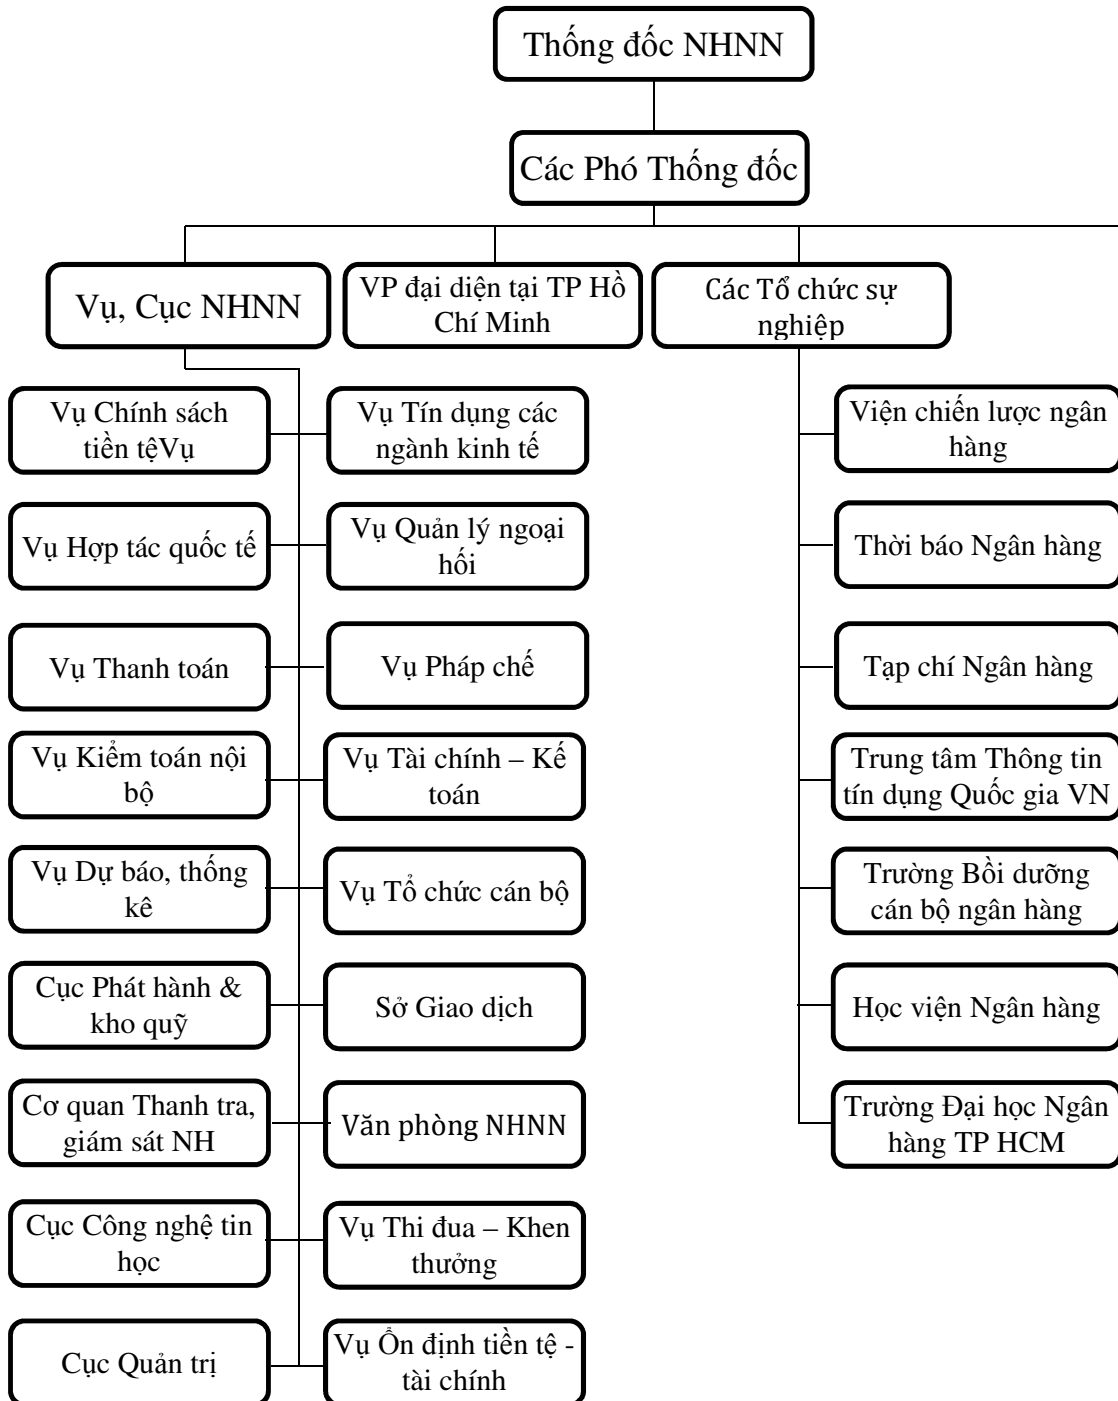 Thống đốc NHNN
Các Phó Thống đốc
Vụ, Cục NHNN
VP đại diện tại TP Hồ
Chí Minh
Các Tổ chức sự
nghiệp
Vụ Chính sách
tiền tệVụ
Vụ Tín dụng các
ngành kinh tế
Viện chiến lược ngân
hàng
Vụ Hợp tác quốc tế
Vụ Quản lý ngoại
hối
Thời báo Ngân hàng
Vụ Thanh toán
Vụ Pháp chế
Tạp chí Ngân hàng
Vụ Kiểm toán nội
bộ
Vụ Tài chính – Kế
toán
Trung tâm Thông tin
tín dụng Quốc gia VN
Vụ Dự báo, thống
kê
Vụ Tổ chức cán bộ
Trường Bồi dưỡng
cán bộ ngân hàng
Cục Phát hành &
kho quỹ
Sở Giao dịch
Học viện Ngân hàng
Cơ quan Thanh tra,
giám sát NH
Văn phòng NHNN
Trường Đại học Ngân
hàng TP HCM
Cục Công nghệ tin
học
Vụ Thi đua – Khen
thưởng
Cục Quản trị
Vụ Ổn định tiền tệ -
tài chính